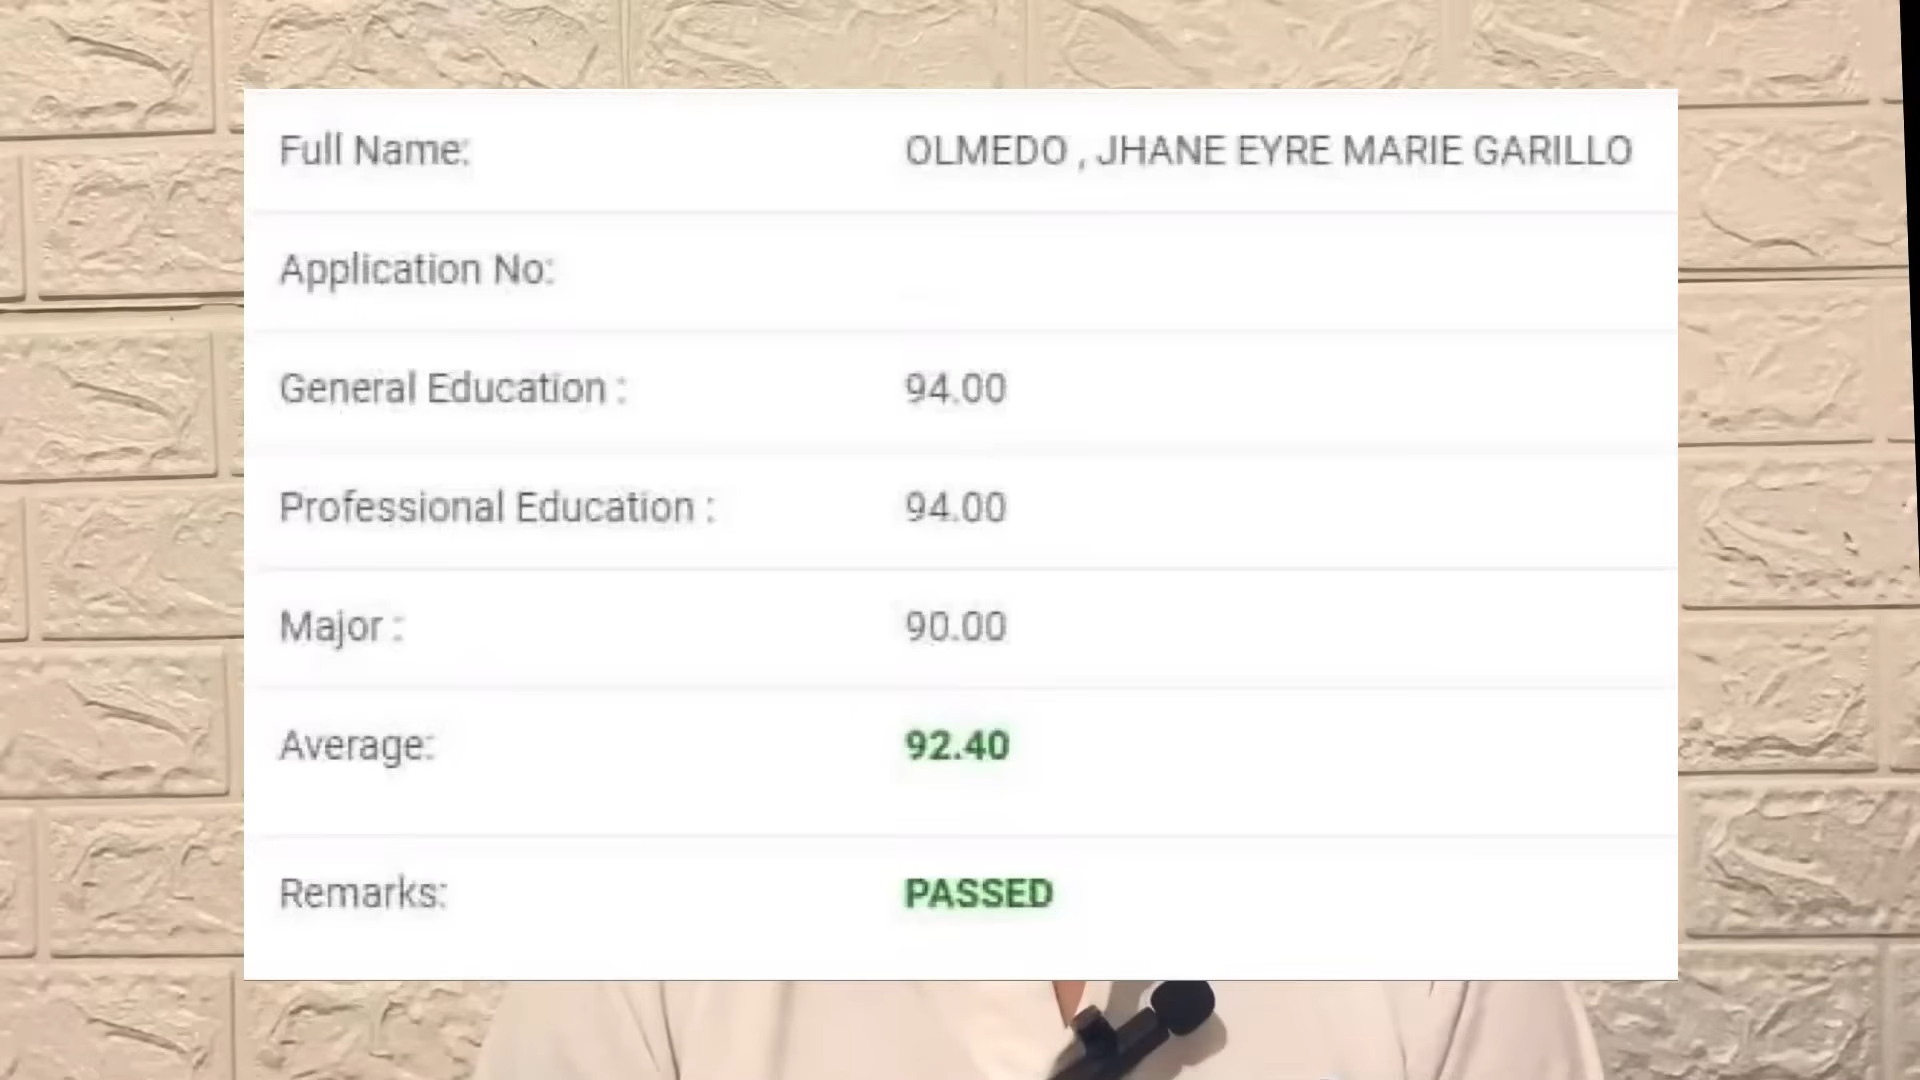 Full Name: OLMEDO , JHANE EYRE MARIE GARILLO
Application No:
General Education : 94.00
Professional Education : 94.00
Major : 90.00
Average: 92.40
Remarks: PASSED